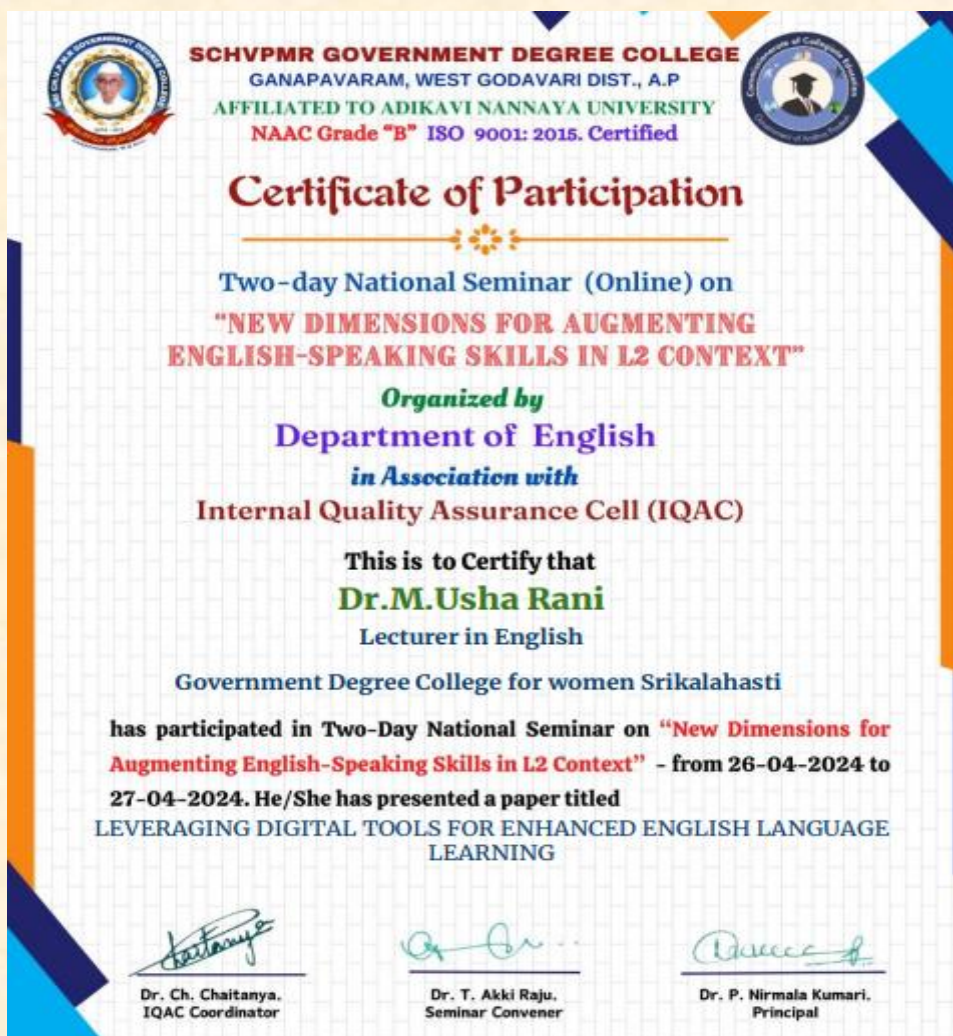 SCHVPMR GOVERNMENT DEGREE COLLEGE
GANAPAVARAM, WEST GODAVARI DIST., A.P
AFFILIATED TO ADIKAVI NANNAYA UNIVERSITY
NAAC Grade “B” ISO 9001: 2015. Certified
Certificate of Participation
Two-day National Seminar (Online) on
"NEW DIMENSIONS FOR AUGMENTING
ENGLISH-SPEAKING SKILLS IN L2 CONTEXT"
Organized by
Department of English
in Association with
Internal Quality Assurance Cell (IQAC)
This is to Certify that
Dr.M.Usha Rani
Lecturer in English
Government Degree College for women Srikalahasti
has participated in Two-Day National Seminar on “New Dimensions for
Augmenting English-Speaking Skills in L2 Context” - from 26-04-2024 to
27-04-2024. He/She has presented a paper titled
LEVERAGING DIGITAL TOOLS FOR ENHANCED ENGLISH LANGUAGE
LEARNING
Dr. Ch. Chaitanya,
IQAC Coordinator
Dr. T. Akki Raju,
Seminar Convener
Dr. P. Nirmala Kumari,
Principal